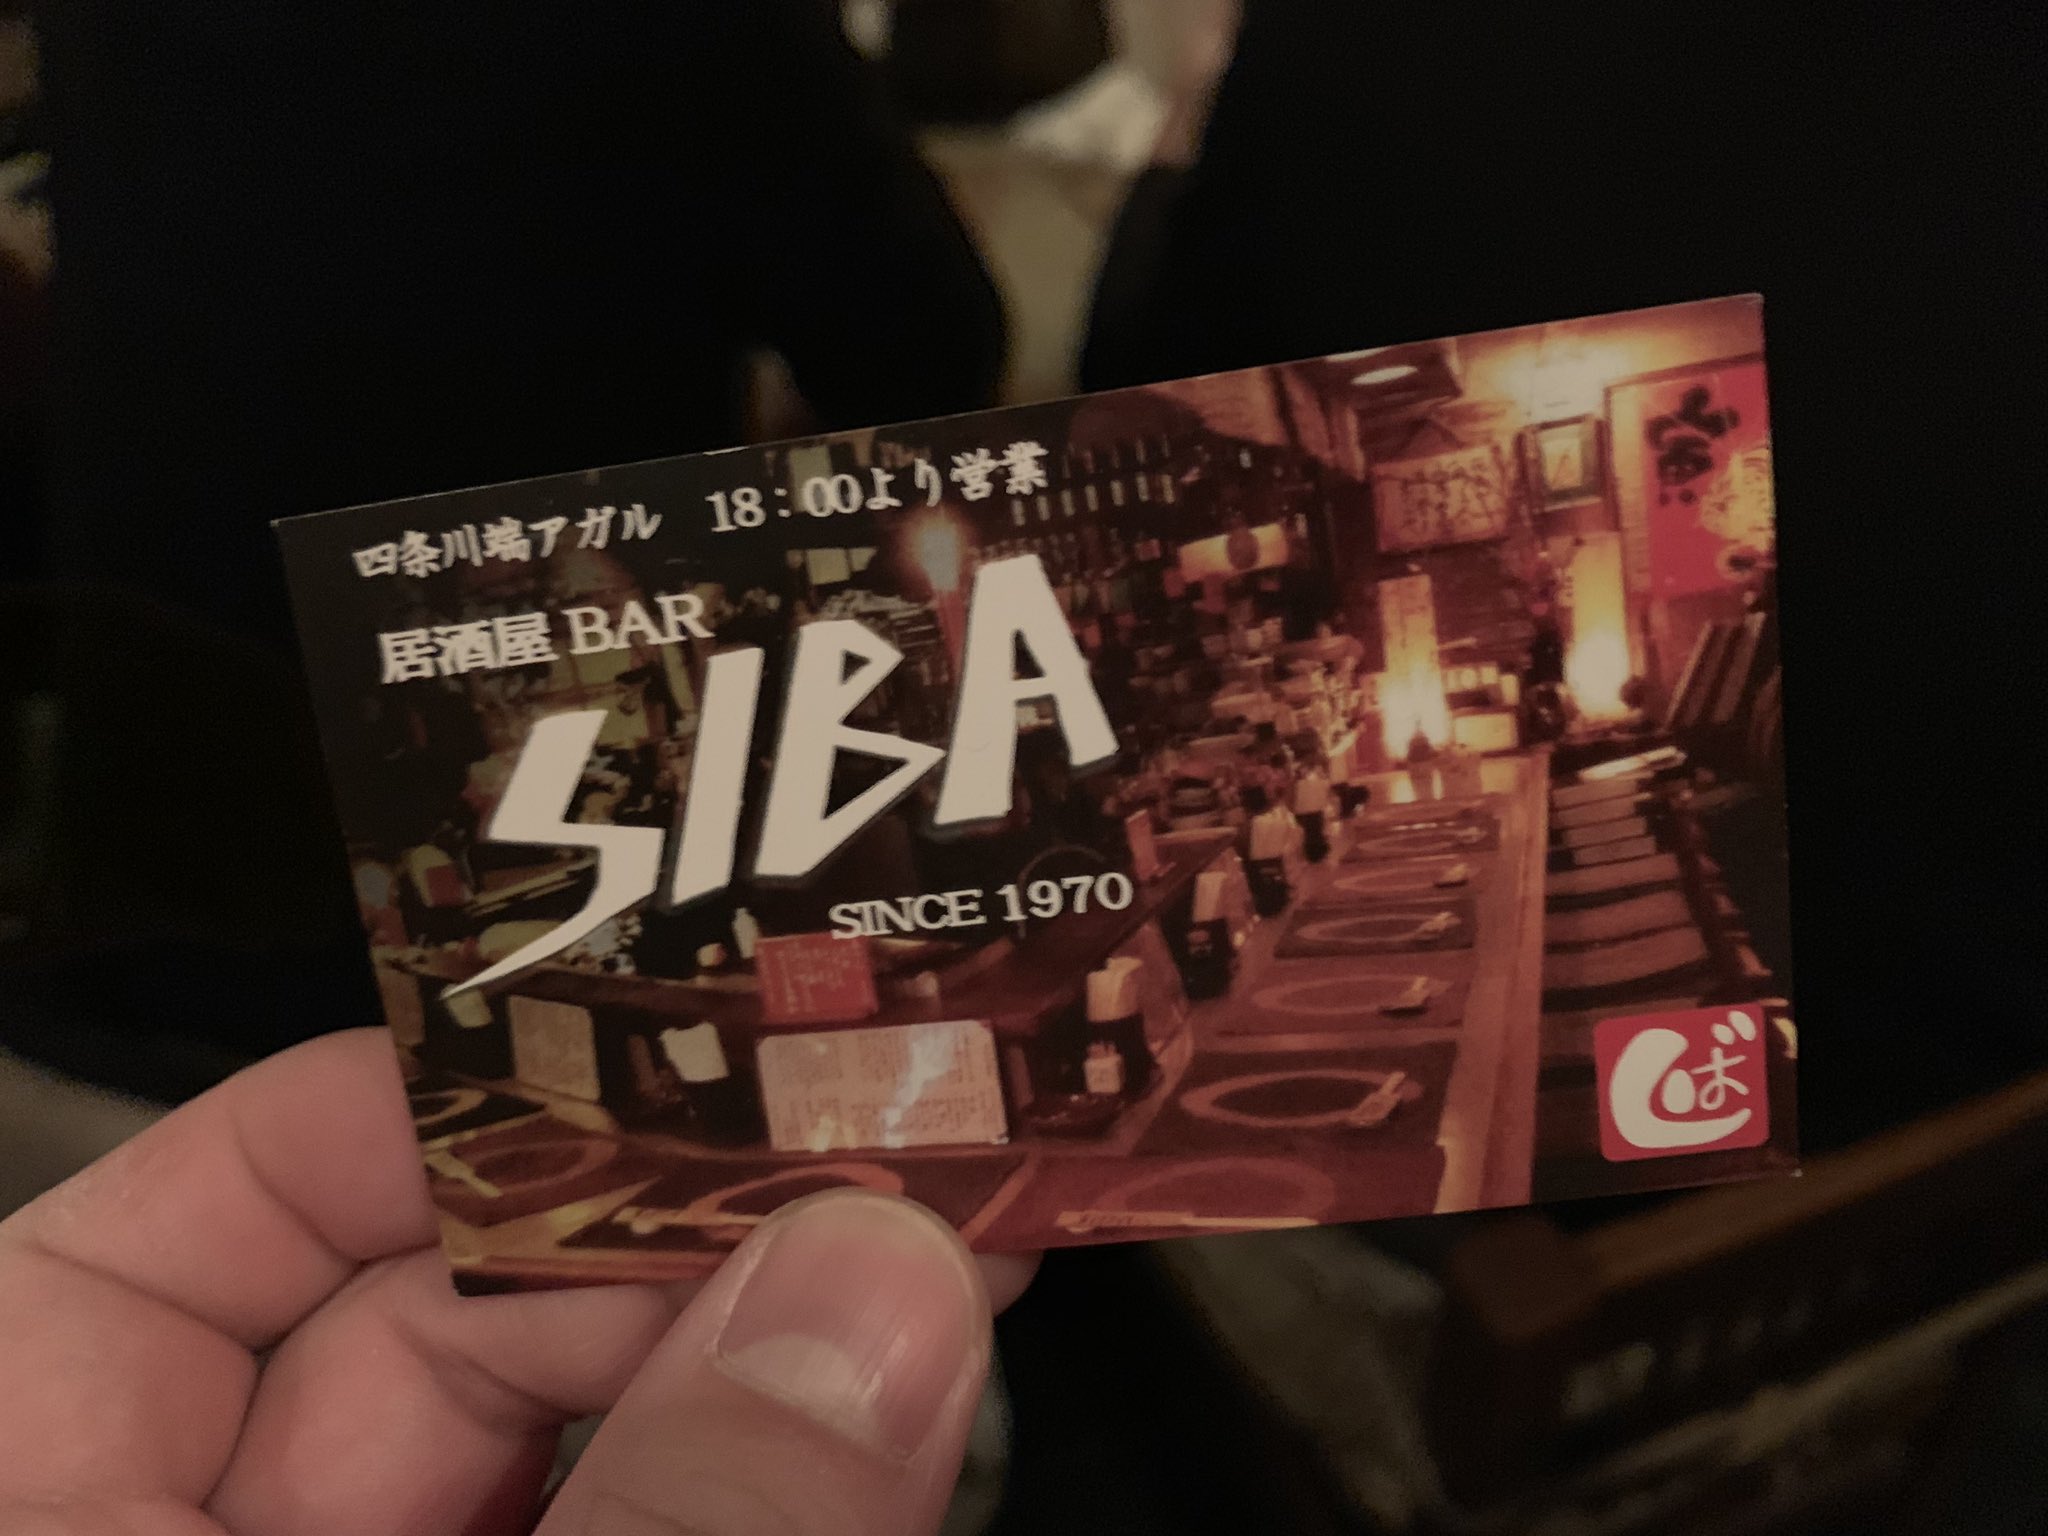 四条川端アガル 18:00より営業
居酒屋 BAR
SIBA
SINCE 1970
しば